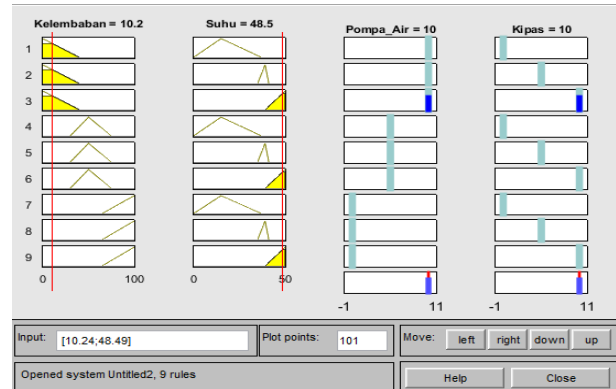 Kelembaban = 10.2 Suhu = 48.5 Pompa_Air = 10 Kipas = 10
1
2
3
4
5
6
7
8
9
0 100 0 50
-1 11 -1 11
Input: [10.24;48.49] Plot points: 101 Move: left right down up
Opened system Untitled2, 9 rules Help Close